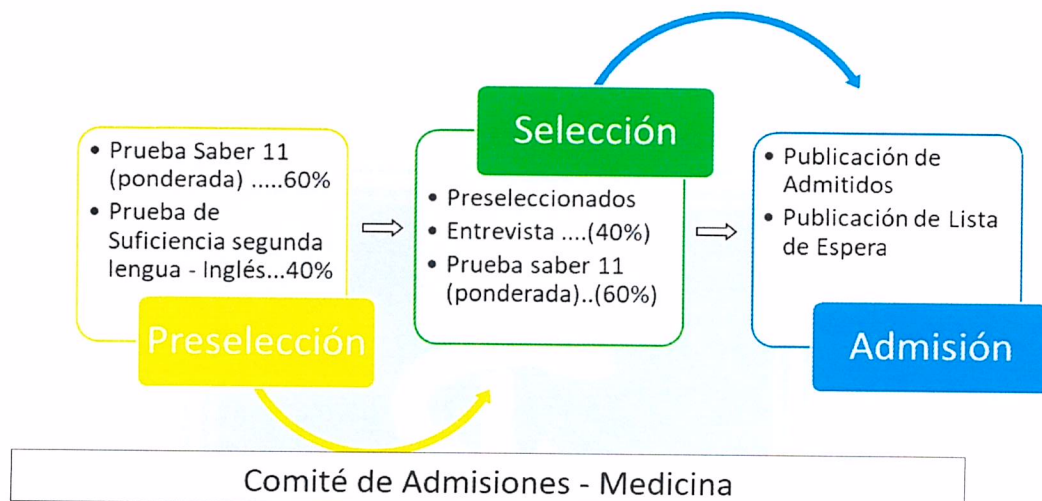 • Prueba Saber 11
(ponderada) .....60%
• Prueba de
Suficiencia segunda
lengua - Inglés...40%
Preselección
Selección
• Preseleccionados
• Entrevista ....(40%)
• Prueba saber 11
(ponderada)..(60%)
• Publicación de
Admitidos
• Publicación de Lista
de Espera
Admisión
Comité de Admisiones - Medicina